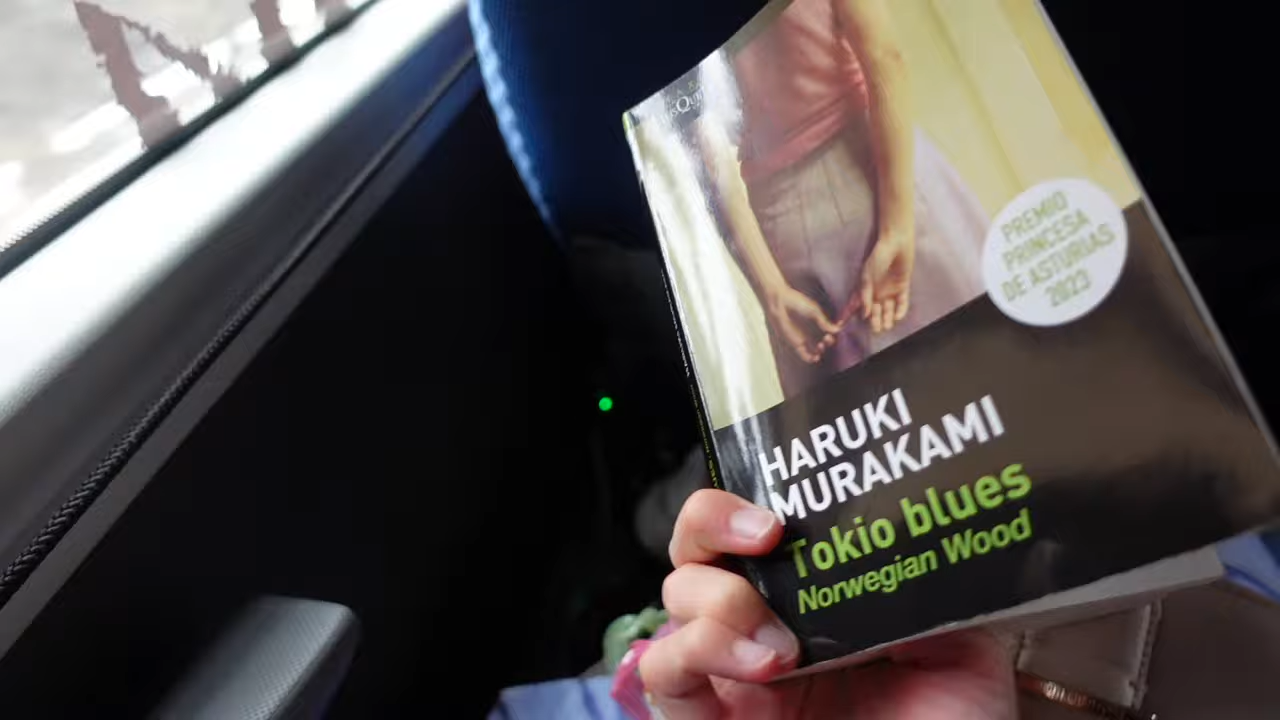 PREMIO
PRINCESA
DE ASTURIAS
2023
HARUKI
MURAKAMI
Tokio blues
Norwegian Wood